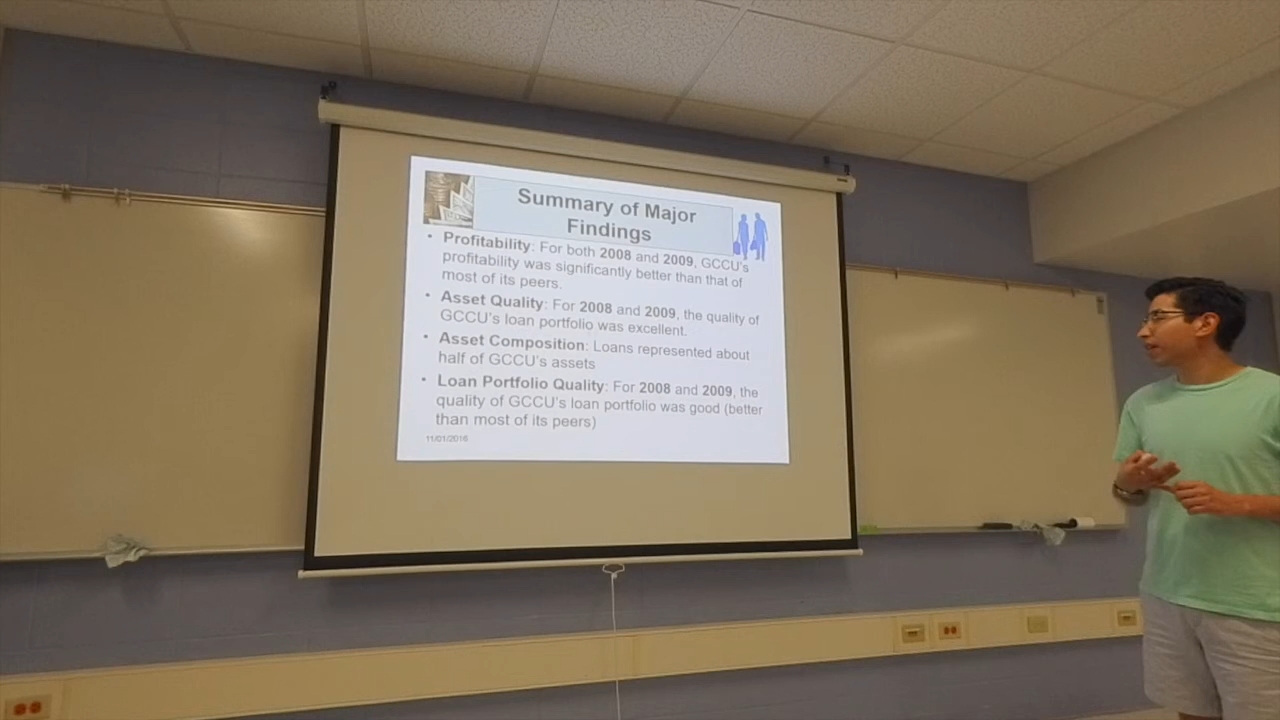 Summary of Major
Findings
• Profitability: For both 2008 and 2009, GCCU's
profitability was significantly better than that of
most of its peers.
• Asset Quality: For 2008 and 2009, the quality of
GCCU's loan portfolio was excellent.
• Asset Composition: Loans represented about
half of GCCU's assets
• Loan Portfolio Quality: For 2008 and 2009, the
quality of GCCU's loan portfolio was good (better
than most of its peers)
11/01/2016